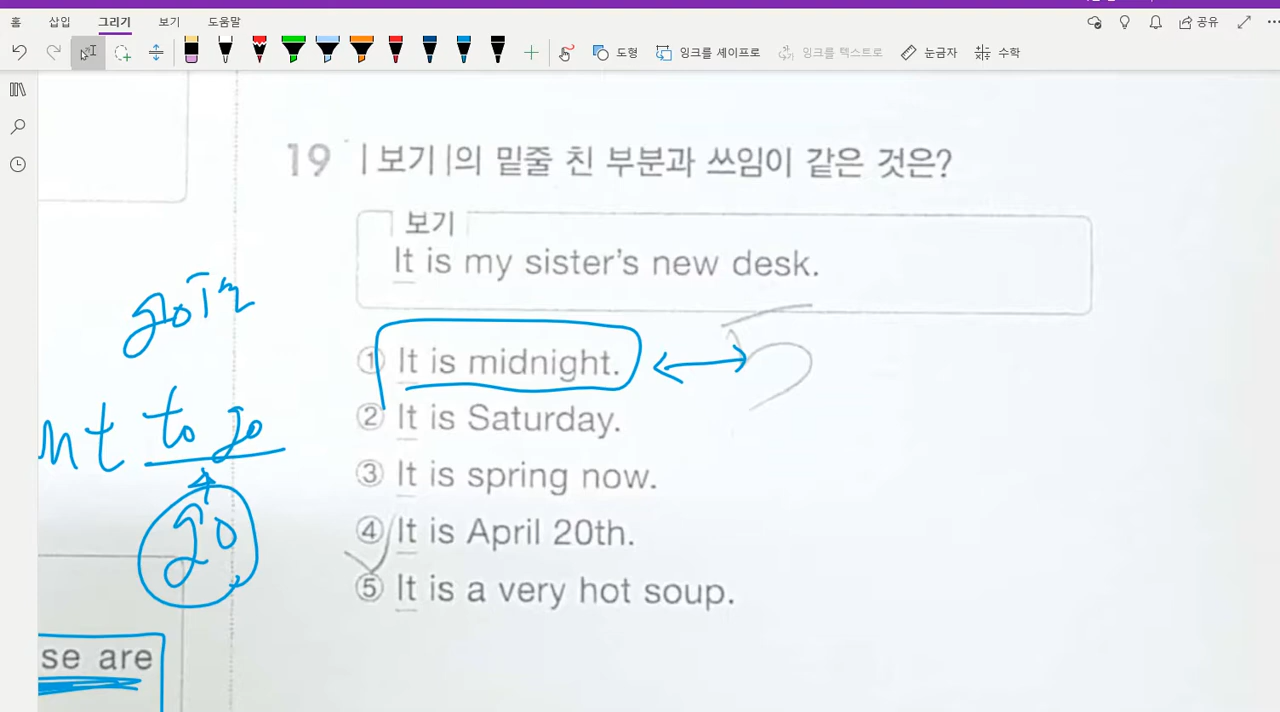 홈 삽입 그리기 보기 도움말 공유
도형 잉크를 셰이프로 잉크를 텍스트로 눈금자 수학
19 | 보기 |의 밑줄 친 부분과 쓰임이 같은 것은?
보기
It is my sister's new desk.
① It is midnight.
② It is Saturday.
③ It is spring now.
④ It is April 20th.
⑤ It is a very hot soup.
nt to go
go
se are